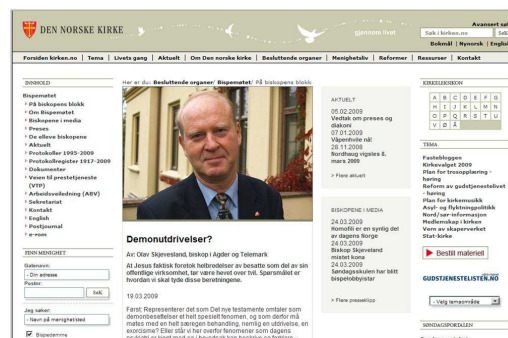 DEN NORSKE KIRKE
gjennom livet
Avansert søk
Søk i kirken.no
Bokmål | Nynorsk | English
Forsiden kirken.no | Tema | Livets gang | Aktuelt | Om Den norske kirke | Besluttende organer | Menighetsliv | Reformer | Ressurser | Kontakt
INNHOLD
Bispemøtet
På biskopens blokk
Om Bispemøtet
Biskopene i media
Preses
De elleve biskopene
Aktuelt
Protokoller 1995-2009
Protokollregister 1917-2009
Dokumenter
Veien til prestetjeneste
(VTP)
Arbeidsveiledning (ABV)
Sekretariat
Kontakt
English
Postjournal
e-rom
FINN MENIGHET
Gatenavn:
- Din adresse
Postnr:
Søk
Jeg søker:
- Navn på menighet/sted
Bispedømme
Her er du: Besluttende organer/ Bispemøtet/ På biskopens blokk
Demonutdrivelser?
Av: Olav Skjevesland, biskop i Agder og Telemark
At Jesus faktisk foretok helbredelser av besatte som del av sin
offentlige virksomhet, tør være hevet over tvil. Spørsmålet er
hvordan vi skal tyde disse beretningene.
19.03.2009
Først: Representerer det som Det nye testamente omtaler som
demonbesettelser et helt spesielt fenomen, og som derfor må
møtes med en helt særegen behandling, nemlig en utdrivelse, en
exorcisme? Eller står vi her overfor fenomener som dagens
AKTUELT
05.02.2009
Vedtak om preses og
diakoni
07.01.2009
Våpenhvile nå!
28.11.2008
Nordhaug vigsles 8.
mars 2009
> Flere aktuelt
BISKOPENE I MEDIA
24.03.2009
Homofili er en synlig del
av dagens Norge
24.03.2009
Biskop Skjeveland
mistet kona
24.03.2009
Søndagsskulen har blitt
bispelobbyistar
> Flere presseklipp
KIRKELEKSIKON
A B C D E F G
H I J K L M N
O P Q R S T U
V Ø Å
TEMA
Fastebloggen
Kirkevalget 2009
Plan for trosopplæring -
høring
Reform av gudstjenestelivet
- høring
Plan for kirkemusikk
Asyl- og flyktningpolitikk
Nord/sør-informasjon
Medlemskap i kirken
Vern av skaperverket
Stat-kirke
Bestill materiell
GUDSTJENESTELISTEN.NO
- Velg temaområde
SØNDAGSPORTALEN